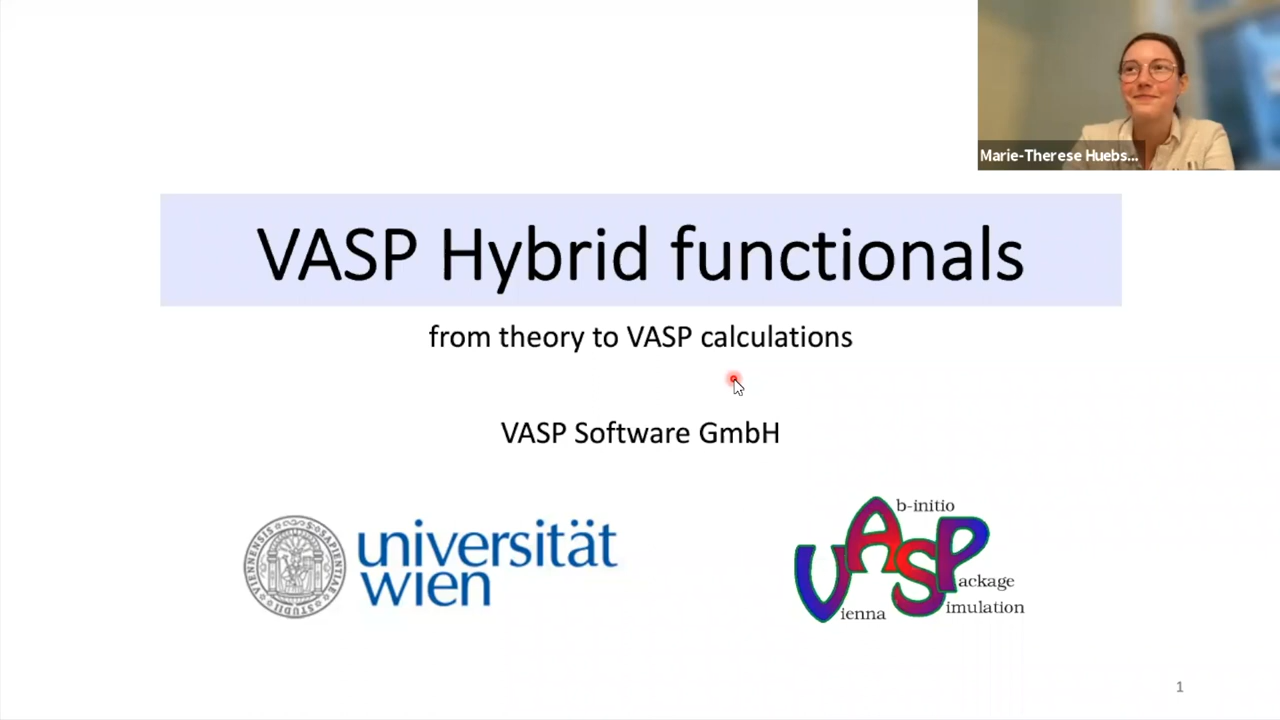 Marie-Therese Huebs...
VASP Hybrid functionals
from theory to VASP calculations
VASP Software GmbH
universität
wien
VASP
b-initio
ackage
imulation
ienna
1